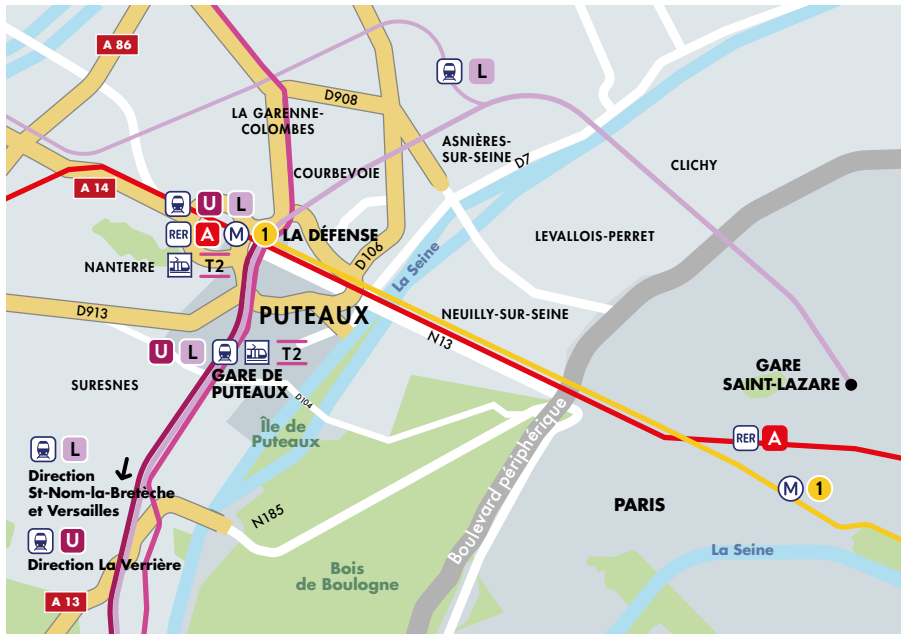 A 86
L
D908
LA GARENNE-
COLOMBES
ASNIÈRES-
SUR-SEINE
D7
CLICHY
COURBEVOIE
A 14
U L
RER A M 1 LA DÉFENSE
LEVALLOIS-PERRET
NANTERRE
T2
D106
La Seine
D913
PUTEAUX
NEUILLY-SUR-SEINE
N13
U L T2
GARE DE
PUTEAUX
SURESNES
D104
GARE
SAINT-LAZARE
Île de
Puteaux
Boulevard périphérique
RER A
L
Direction
St-Nom-la-Bretèche
et Versailles
M 1
N185
PARIS
U
Direction La Verrière
La Seine
Bois
de Boulogne
A 13